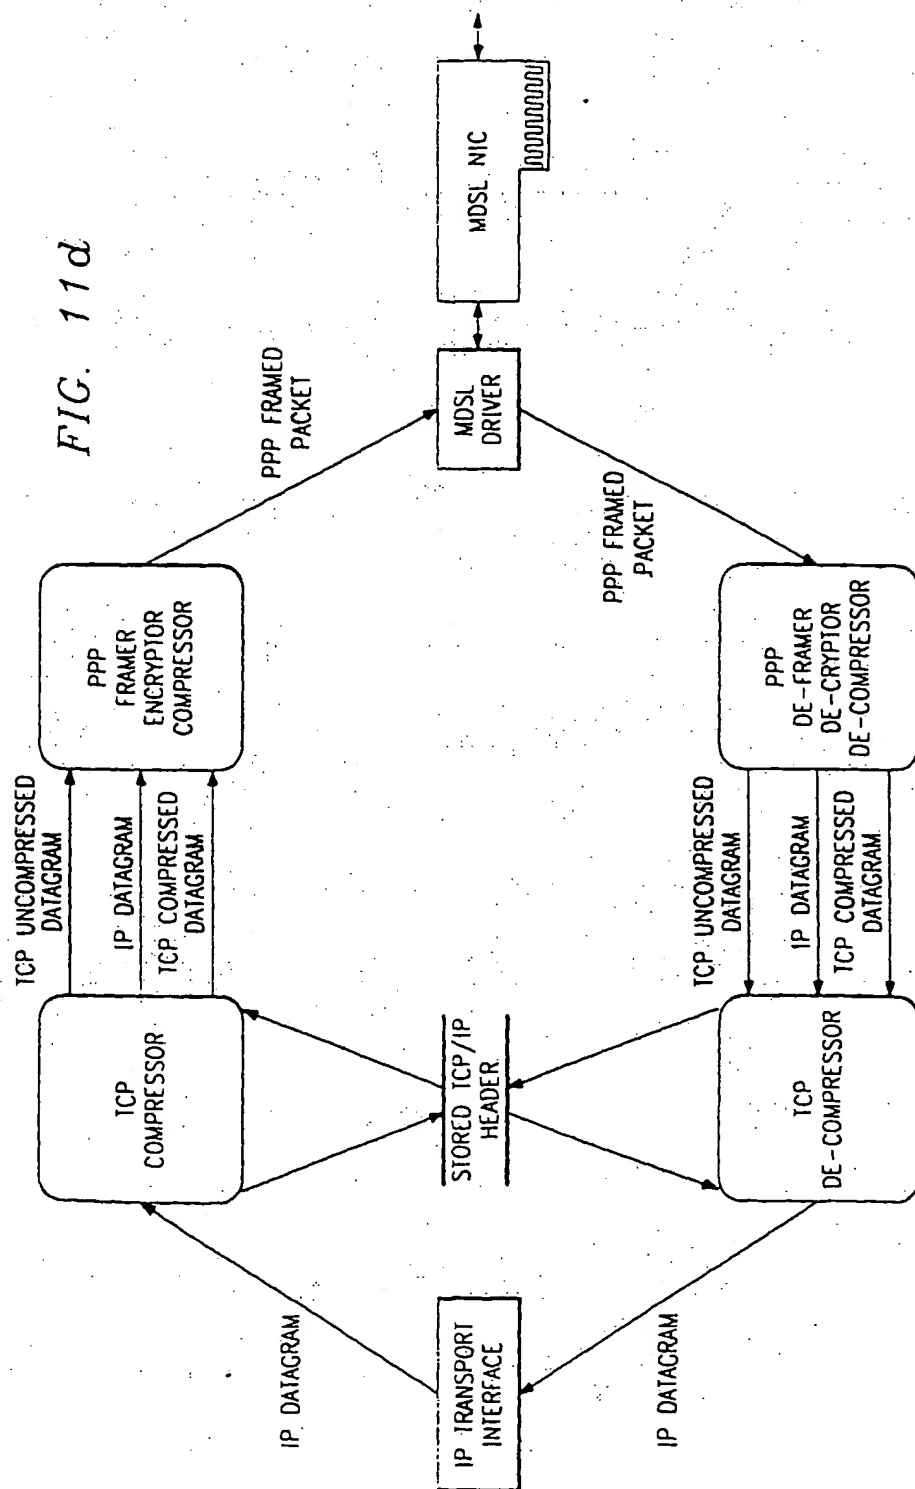 FIG. 11d
IP DATAGRAM
IP TRANSPORT
INTERFACE
IP DATAGRAM
TCP
COMPRESSOR
STORED TCP/IP
HEADER
TCP
DE-COMPRESSOR
TCP UNCOMPRESSED
DATAGRAM
IP DATAGRAM
TCP COMPRESSED
DATAGRAM
TCP UNCOMPRESSED
DATAGRAM
IP DATAGRAM
TCP COMPRESSED
DATAGRAM
PPP
FRAMER
ENCRYPTOR
COMPRESSOR
PPP
DE-FRAMER
DE-CRYPTOR
DE-COMPRESSOR
PPP FRAMED
PACKET
PPP FRAMED
PACKET
MDSL
DRIVER
MDSL NIC